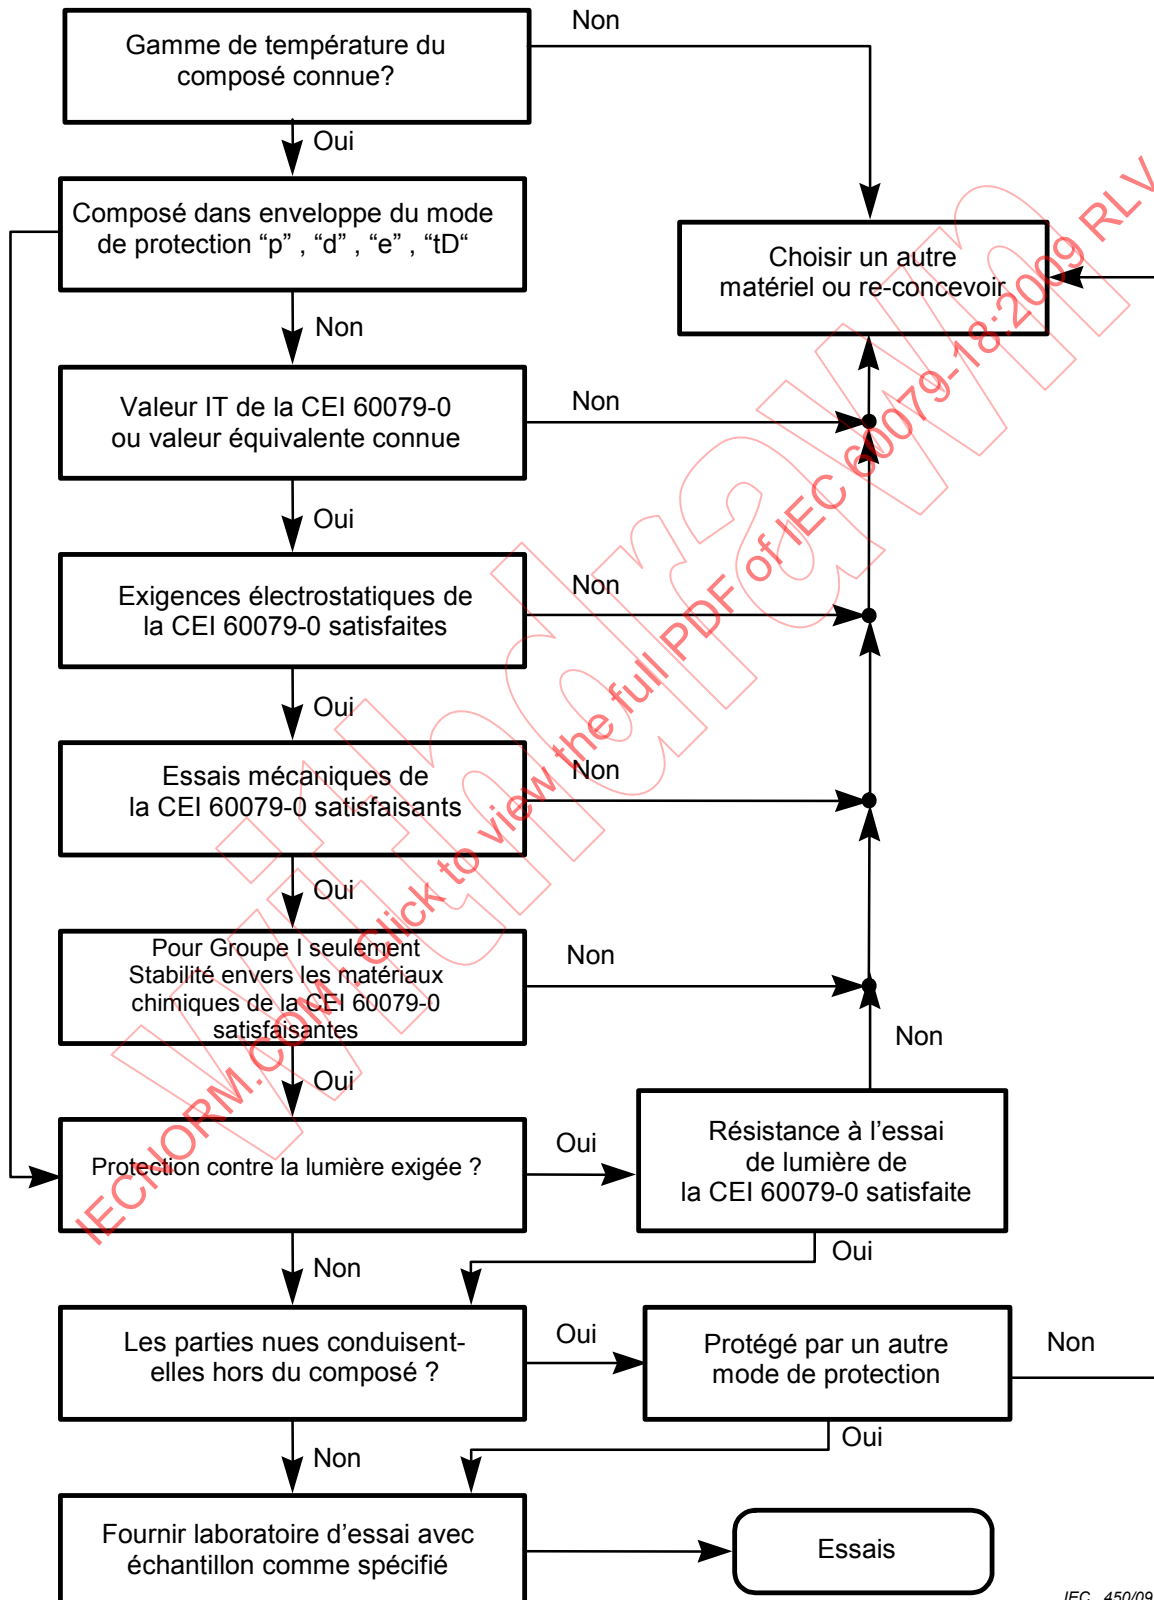 Non
Gamme de température du
composé connue?
Oui
Composé dans enveloppe du mode
de protection “p” , “d” , “e” , “tD“
Choisir un autre
matériel ou re-concevoir
Non
Valeur IT de la CEI 60079-0
ou valeur équivalente connue
Non
Oui
Exigences électrostatiques de
la CEI 60079-0 satisfaites
Non
Oui
Essais mécaniques de
la CEI 60079-0 satisfaisants
Non
Oui
Pour Groupe I seulement
Stabilité envers les matériaux
chimiques de la CEI 60079-0
satisfaisantes
Non
Non
Oui
Protection contre la lumière exigée ?
Oui
Résistance à l’essai
de lumière de
la CEI 60079-0 satisfaite
Oui
Non
Les parties nues conduisent-
elles hors du composé ?
Oui
Protégé par un autre
mode de protection
Non
Oui
Non
Fournir laboratoire d’essai avec
échantillon comme spécifié
Essais
IEC 450/09
withdrawn
IECNORM.COM : Click to view the full PDF of IEC 60079-18:2009 RLV